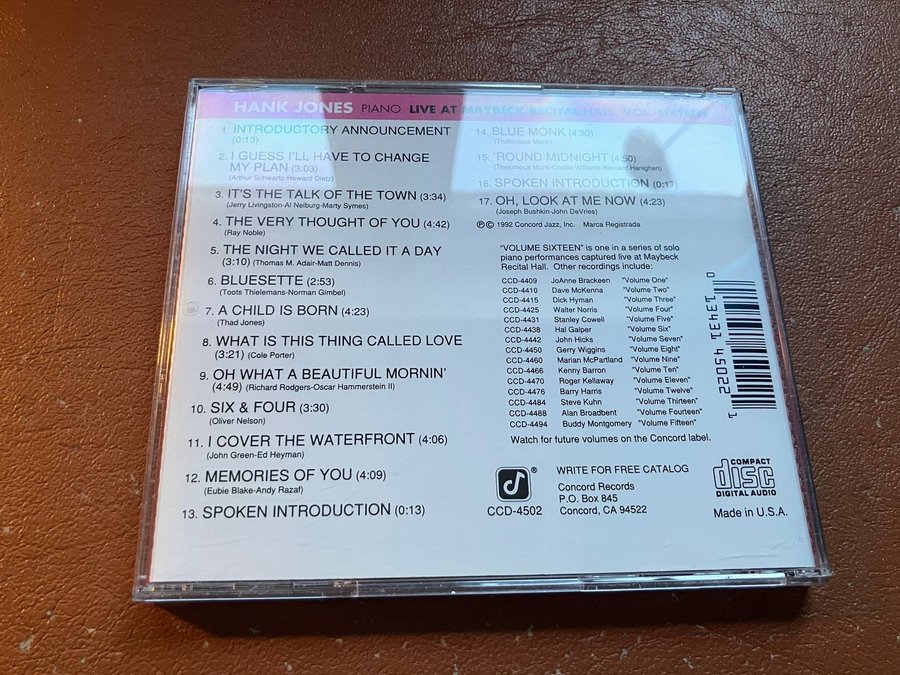 HANK JONES PIANO LIVE AT MAYBECK RECITAL HALL, VOL. SIXTEEN
1. INTRODUCTORY ANNOUNCEMENT
(0:13)
2. I GUESS I'LL HAVE TO CHANGE
MY PLAN (3:03)
(Arthur Schwartz-Howard Dietz)
3. IT'S THE TALK OF THE TOWN (3:34)
(Jerry Livingston-Al Neiburg-Marty Symes)
4. THE VERY THOUGHT OF YOU (4:42)
(Ray Noble)
5. THE NIGHT WE CALLED IT A DAY
(3:10) (Thomas M. Adair-Matt Dennis)
6. BLUESETTE (2:53)
(Toots Thielemans-Norman Gimbel)
7. A CHILD IS BORN (4:23)
(Thad Jones)
8. WHAT IS THIS THING CALLED LOVE
(3:21) (Cole Porter)
9. OH WHAT A BEAUTIFUL MORNIN'
(4:49) (Richard Rodgers-Oscar Hammerstein II)
10. SIX & FOUR (3:30)
(Oliver Nelson)
11. I COVER THE WATERFRONT (4:06)
(John Green-Ed Heyman)
12. MEMORIES OF YOU (4:09)
(Eubie Blake-Andy Razaf)
13. SPOKEN INTRODUCTION (0:13)
14. BLUE MONK (4:30)
(Thelonious Monk)
15. 'ROUND MIDNIGHT (4:50)
(Thelonious Monk-Cootie Williams-Bernard Hanighen)
16. SPOKEN INTRODUCTION (0:17)
17. OH, LOOK AT ME NOW (4:23)
(Joseph Bushkin-John DeVries)
℗© 1992 Concord Jazz, Inc. Marca Registrada
"VOLUME SIXTEEN" is one in a series of solo
piano performances captured live at Maybeck
Recital Hall. Other recordings include:
CCD-4409 JoAnne Brackeen "Volume One"
CCD-4410 Dave McKenna "Volume Two"
CCD-4415 Dick Hyman "Volume Three"
CCD-4425 Walter Norris "Volume Four"
CCD-4431 Stanley Cowell "Volume Five"
CCD-4438 Hal Galper "Volume Six"
CCD-4442 John Hicks "Volume Seven"
CCD-4450 Gerry Wiggins "Volume Eight"
CCD-4460 Marian McPartland "Volume Nine"
CCD-4466 Kenny Barron "Volume Ten"
CCD-4470 Roger Kellaway "Volume Eleven"
CCD-4476 Barry Harris "Volume Twelve"
CCD-4484 Steve Kuhn "Volume Thirteen"
CCD-4488 Alan Broadbent "Volume Fourteen"
CCD-4494 Buddy Montgomery "Volume Fifteen"
Watch for future volumes on the Concord label.
0 13431 45022 1
®
CCD-4502
WRITE FOR FREE CATALOG
Concord Records
P.O. Box 845
Concord, CA 94522
COMPACT
disc
DIGITAL AUDIO
Made in U.S.A.